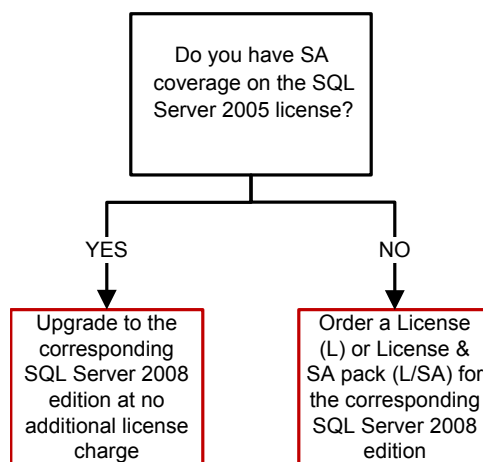 Do you have SA
coverage on the SQL
Server 2005 license?
YES
NO
Upgrade to the
corresponding
SQL Server 2008
edition at no
additional license
charge
Order a License
(L) or License &
SA pack (L/SA) for
the corresponding
SQL Server 2008
edition